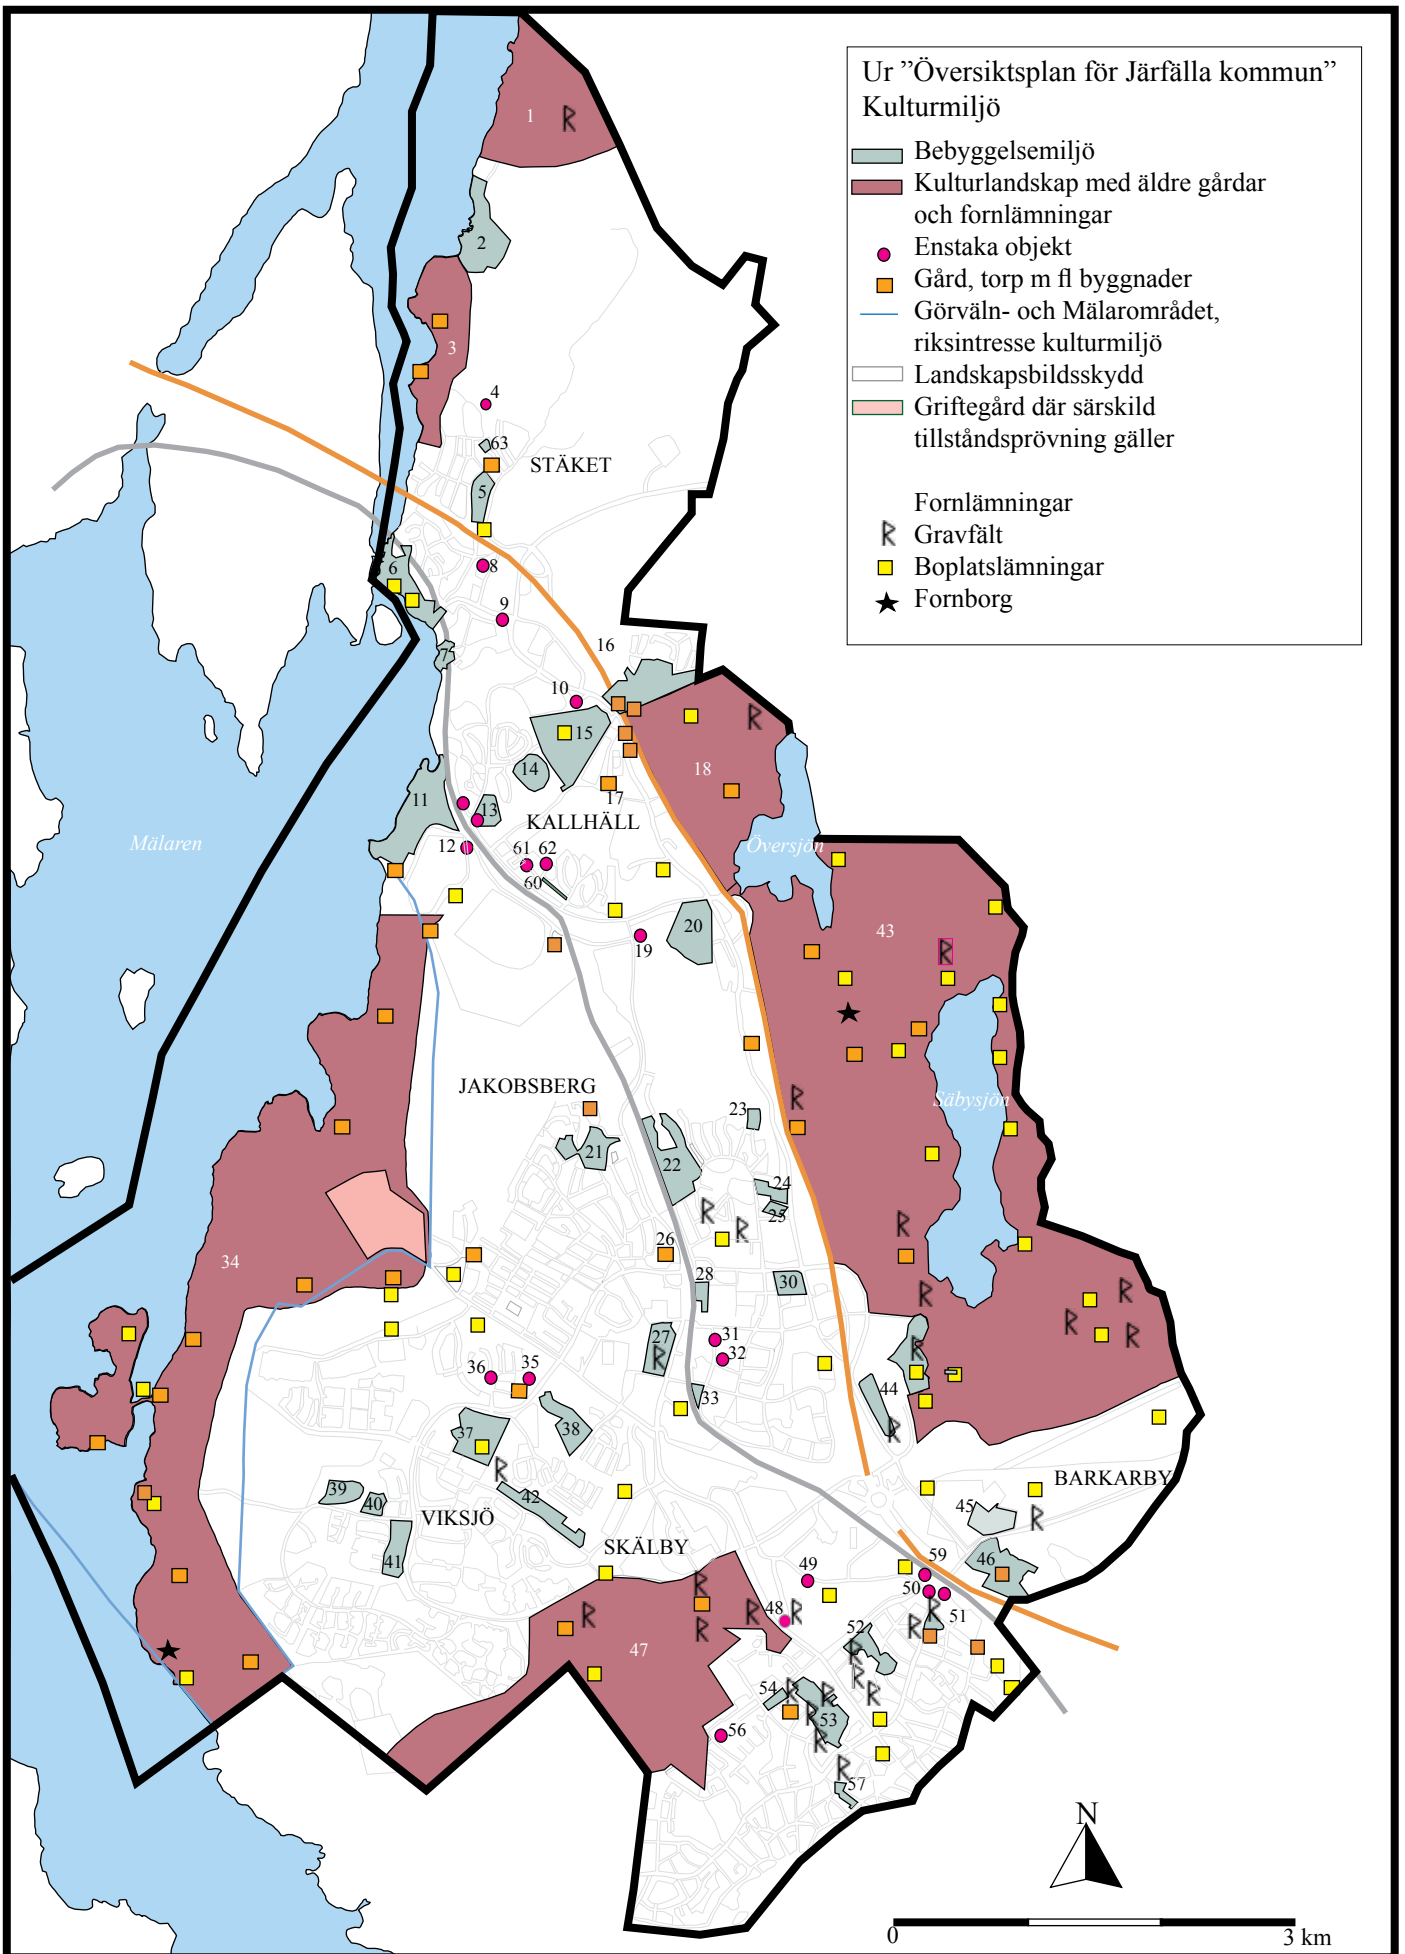 Ur ”Översiktsplan för Järfälla kommun”
Kulturmiljö
Bebyggelsemiljö
Kulturlandskap med äldre gårdar
och fornlämningar
Enstaka objekt
Gård, torp m fl byggnader
Görväln- och Mälarområdet,
riksintresse kulturmiljö
Landskapsbildsskydd
Griftegård där särskild
tillståndsprövning gäller
Fornlämningar
Gravfält
Boplatslämningar
Fornborg
1
2
3
4
63
STÄKET
5
6
8
9
7
16
10
15
14
18
17
11
13
KALLHÄLL
Mälaren
Översjön
12
61
62
60
20
19
43
JAKOBSBERG
Säbysjön
23
21
22
24
25
34
26
28
30
27
31
32
36
35
33
44
37
38
39
40
42
VIKSJÖ
BARKARBY
45
41
SKÄLBY
46
49
59
50
51
48
52
47
54
53
56
57
N
0
3 km